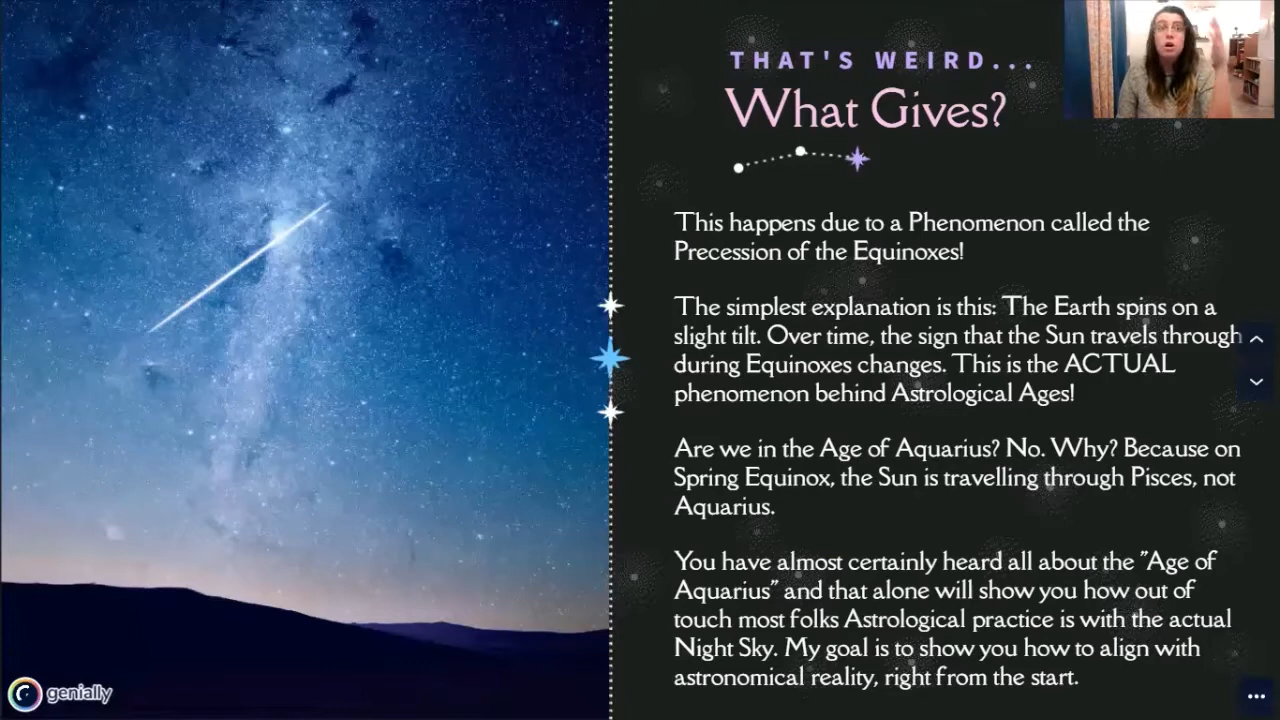 THAT'S WEIRD...
What Gives?
This happens due to a Phenomenon called the
Precession of the Equinoxes!
The simplest explanation is this: The Earth spins on a
slight tilt. Over time, the sign that the Sun travels through
during Equinoxes changes. This is the ACTUAL
phenomenon behind Astrological Ages!
Are we in the Age of Aquarius? No. Why? Because on
Spring Equinox, the Sun is travelling through Pisces, not
Aquarius.
You have almost certainly heard all about the "Age of
Aquarius" and that alone will show you how out of
touch most folks Astrological practice is with the actual
Night Sky. My goal is to show you how to align with
astronomical reality, right from the start.
genially